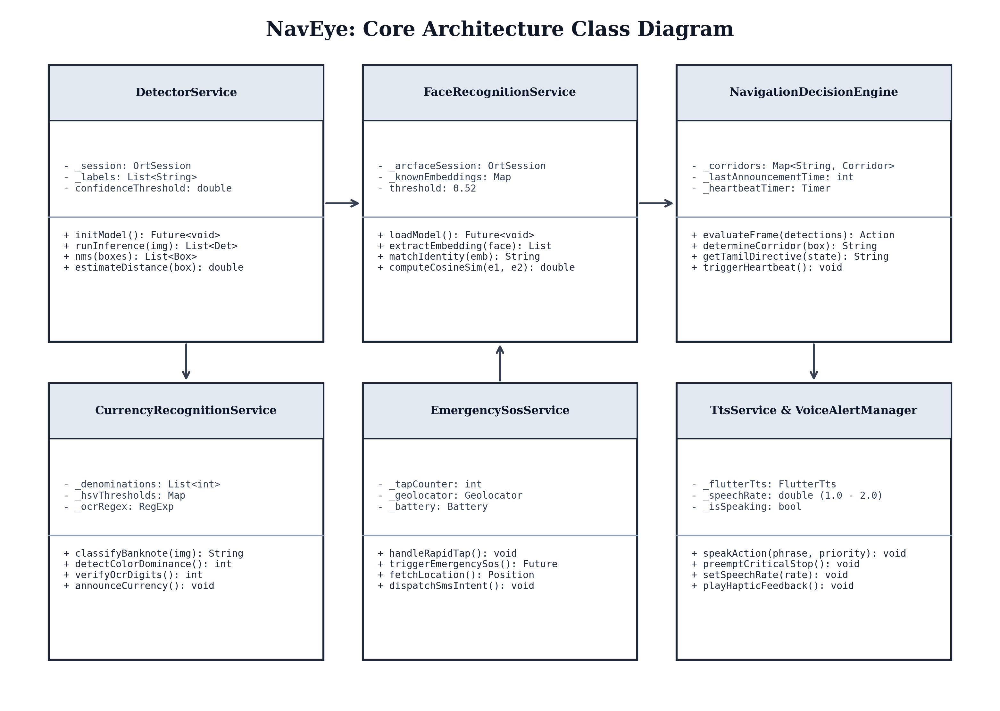 NavEye: Core Architecture Class Diagram
DetectorService
- _session: OrtSession
- _labels: List<String>
- confidenceThreshold: double
+ initModel(): Future<void>
+ runInference(img): List<Det>
+ nms(boxes): List<Box>
+ estimateDistance(box): double
FaceRecognitionService
- _arcfaceSession: OrtSession
- _knownEmbeddings: Map
- threshold: 0.52
+ loadModel(): Future<void>
+ extractEmbedding(face): List
+ matchIdentity(emb): String
+ computeCosineSim(e1, e2): double
NavigationDecisionEngine
- _corridors: Map<String, Corridor>
- _lastAnnouncementTime: int
- _heartbeatTimer: Timer
+ evaluateFrame(detections): Action
+ determineCorridor(box): String
+ getTamilDirective(state): String
+ triggerHeartbeat(): void
CurrencyRecognitionService
- _denominations: List<int>
- _hsvThresholds: Map
- _ocrRegex: RegExp
+ classifyBanknote(img): String
+ detectColorDominance(): int
+ verifyOcrDigits(): int
+ announceCurrency(): void
EmergencySosService
- _tapCounter: int
- _geolocator: Geolocator
- _battery: Battery
+ handleRapidTap(): void
+ triggerEmergencySos(): Future
+ fetchLocation(): Position
+ dispatchSmsIntent(): void
TtsService & VoiceAlertManager
- _flutterTts: FlutterTts
- _speechRate: double (1.0 - 2.0)
- _isSpeaking: bool
+ speakAction(phrase, priority): void
+ preemptCriticalStop(): void
+ setSpeechRate(rate): void
+ playHapticFeedback(): void